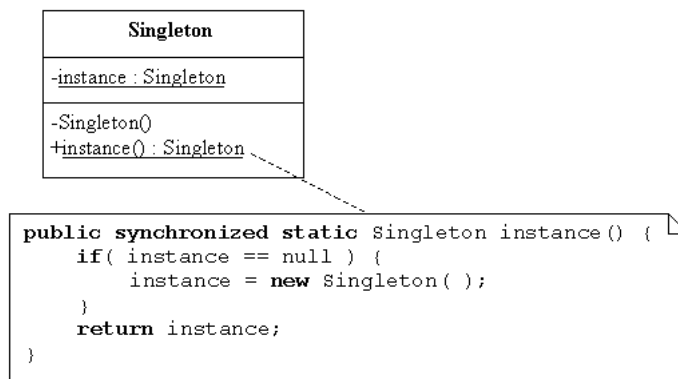 Singleton
-instance : Singleton
-Singleton()
+instance() : Singleton
public synchronized static Singleton instance() {
if( instance == null ) {
instance = new Singleton( );
}
return instance;
}